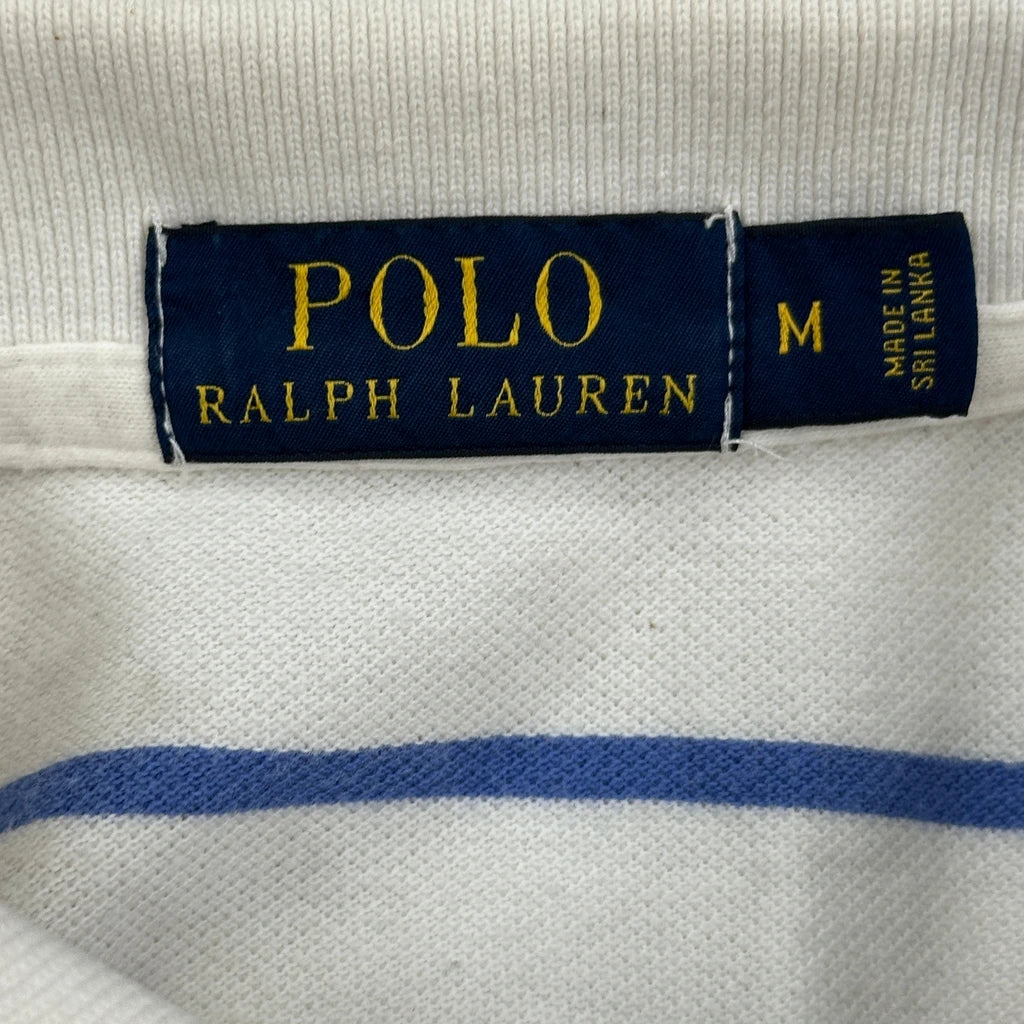 POLO
RALPH LAUREN
M
MADE IN
SRI LANKA